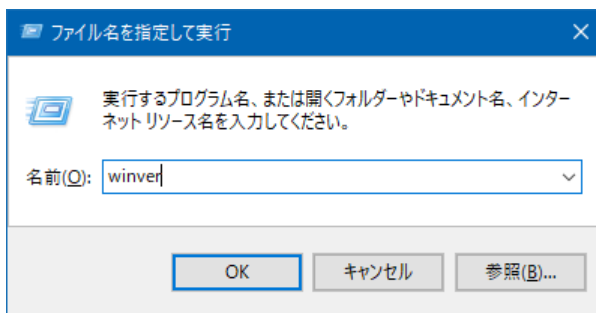 ファイル名を指定して実行
実行するプログラム名、または開くフォルダーやドキュメント名、インター
ネット リソース名を入力してください。
名前(O): winver
OK キャンセル 参照(B)...